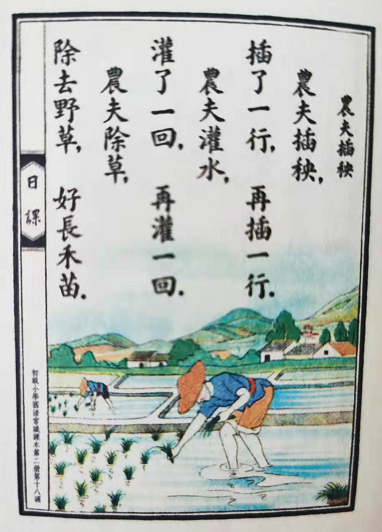 農夫插秧
農夫插秧，
插了一行，再插一行．
農夫灌水，
灌了一回，再灌一回．
農夫除草，
除去野草，好長禾苗．
日課
初級小學國語常識課本第二册第十八課